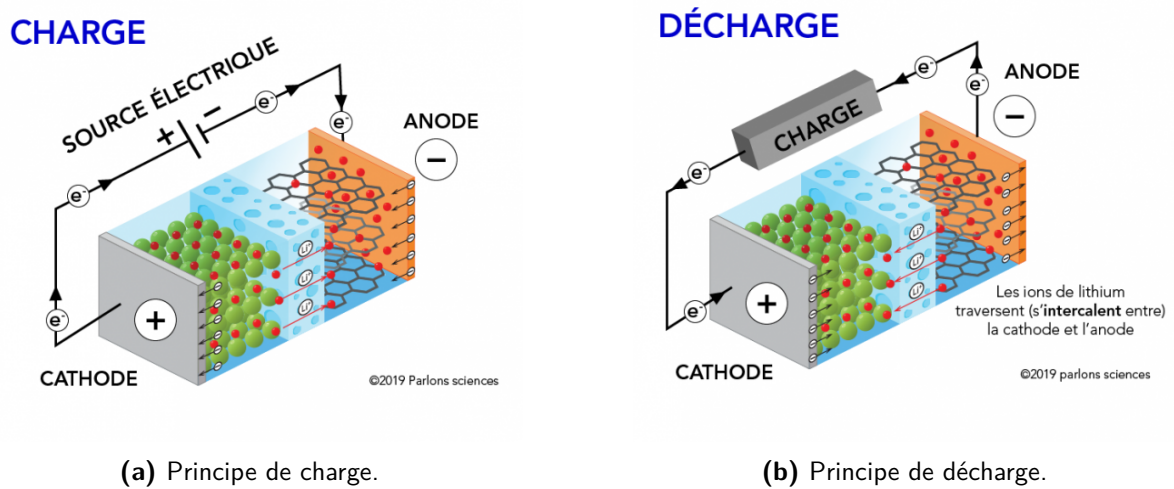 CHARGE
SOURCE ÉLECTRIQUE
+ −
e⁻
e⁻
e⁻
e⁻
e⁻
ANODE
−
Li⁺
Li⁺
Li⁺
+
CATHODE
©2019 Parlons sciences
(a) Principe de charge.
DÉCHARGE
e⁻
e⁻
e⁻
e⁻
CHARGE
ANODE
−
Li⁺
Li⁺
Li⁺
+
CATHODE
Les ions de lithium
traversent (s'intercalent entre)
la cathode et l'anode
©2019 parlons sciences
(b) Principe de décharge.